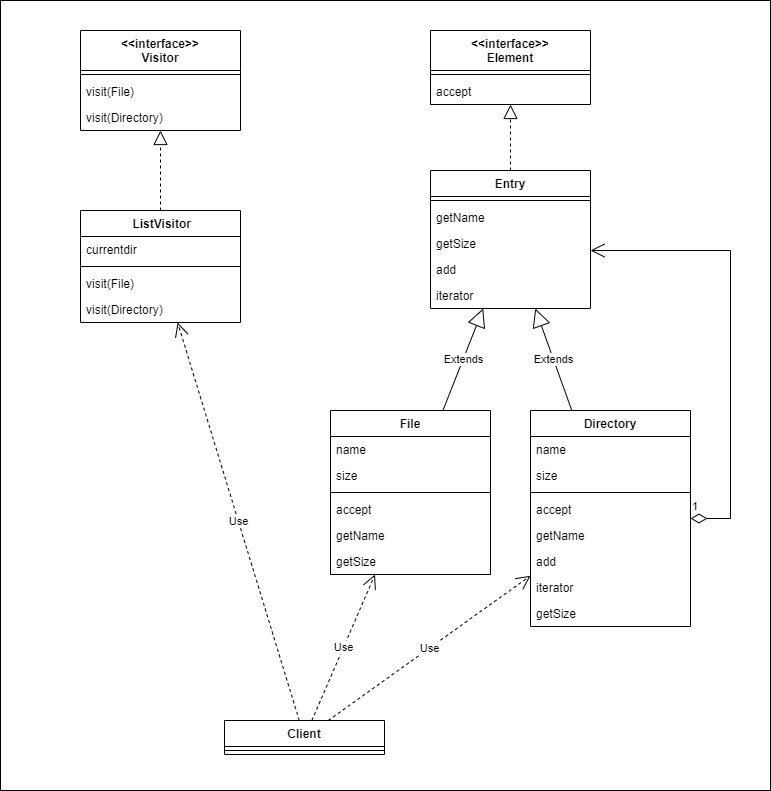 <<interface>>
Visitor
visit(File)
visit(Directory)
<<interface>>
Element
accept
Entry
getName
getSize
add
iterator
ListVisitor
currentdir
visit(File)
visit(Directory)
Extends
Extends
File
name
size
accept
getName
getSize
Directory
name
size
accept
getName
add
iterator
getSize
1
Use
Use
Use
Client